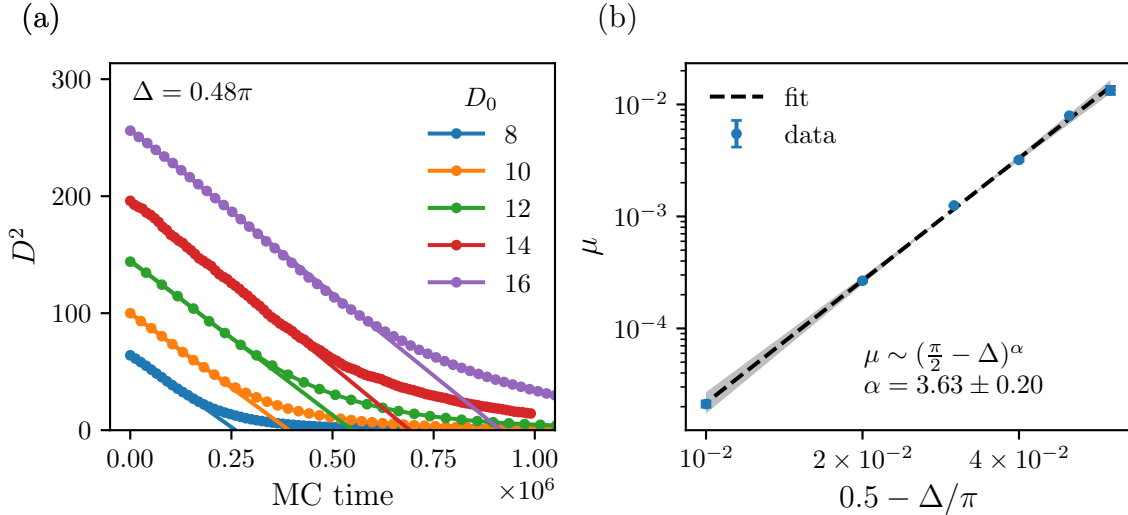 (a)
Δ = 0.48π
D₀
8
10
12
14
16
300
200
100
0
D²
0.00
0.25
0.50
0.75
1.00
×10⁶
MC time
(b)
fit
data
10⁻²
10⁻³
10⁻⁴
μ
μ ∼ (π/2 − Δ)^α
α = 3.63 ± 0.20
10⁻²
2 × 10⁻²
4 × 10⁻²
0.5 − Δ/π